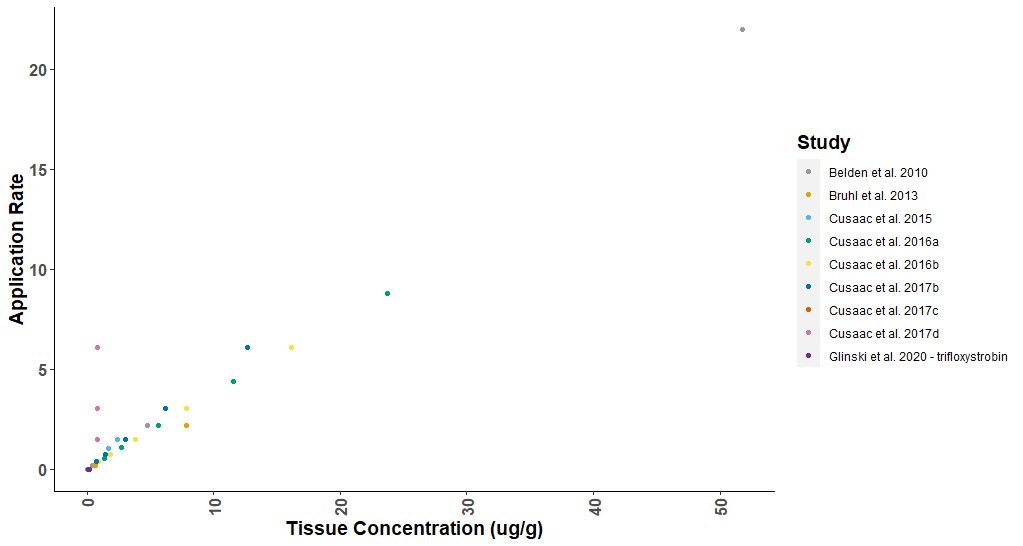 Application Rate
20
15
10
5
0
0
10
20
30
40
50
Tissue Concentration (ug/g)
Study
Belden et al. 2010
Bruhl et al. 2013
Cusaac et al. 2015
Cusaac et al. 2016a
Cusaac et al. 2016b
Cusaac et al. 2017b
Cusaac et al. 2017c
Cusaac et al. 2017d
Glinski et al. 2020 - trifloxystrobin